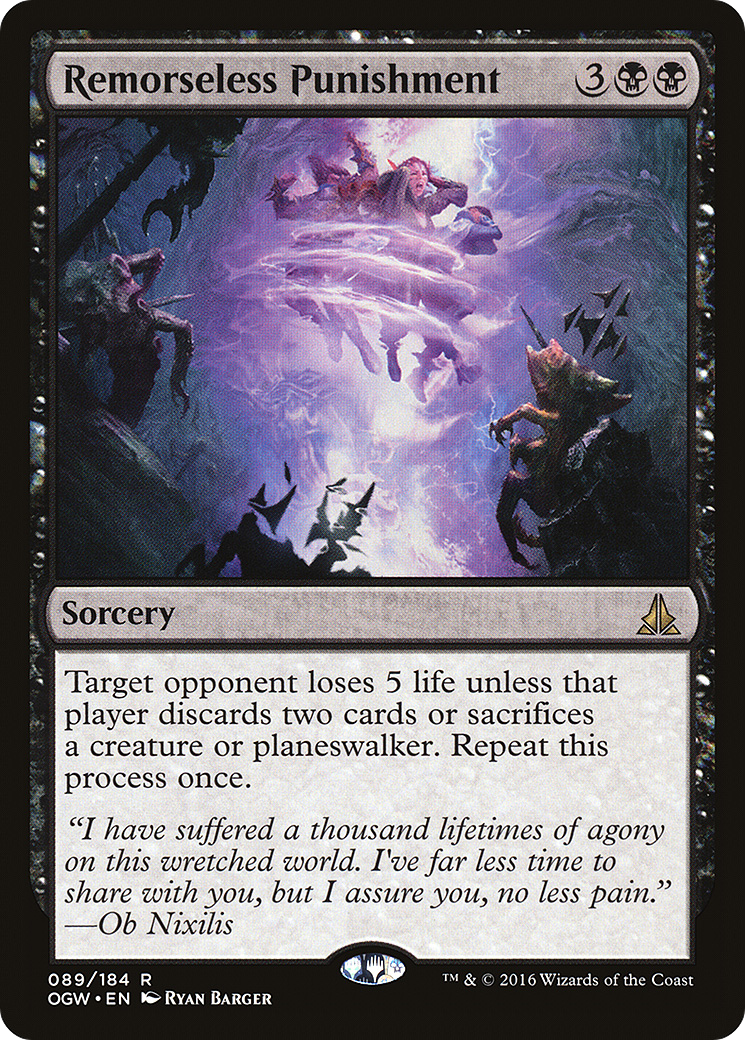 Remorseless Punishment 3
Sorcery
Target opponent loses 5 life unless that
player discards two cards or sacrifices
a creature or planeswalker. Repeat this
process once.
“I have suffered a thousand lifetimes of agony
on this wretched world. I've far less time to
share with you, but I assure you, no less pain.”
—Ob Nixilis
089/184 R
OGW • EN Ryan Barger
™ & © 2016 Wizards of the Coast